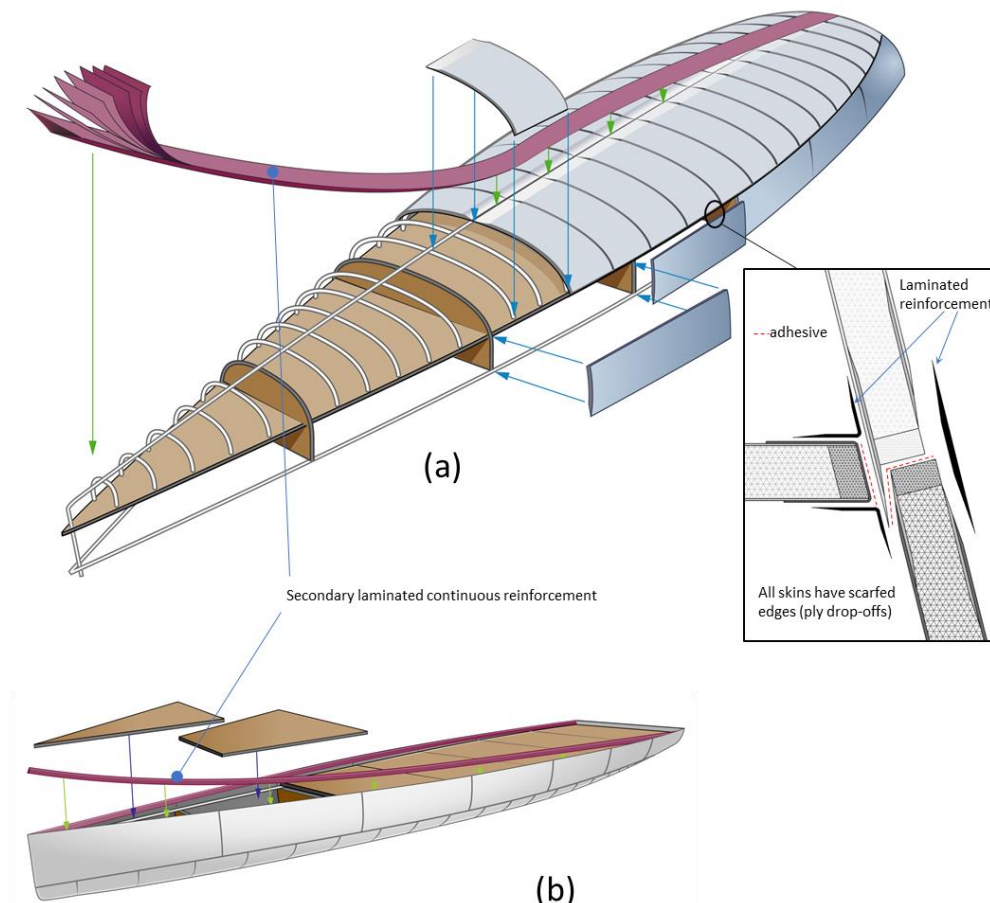 (a)
Laminated
reinforcement
---adhesive
All skins have scarfed
edges (ply drop-offs)
Secondary laminated continuous reinforcement
(b)